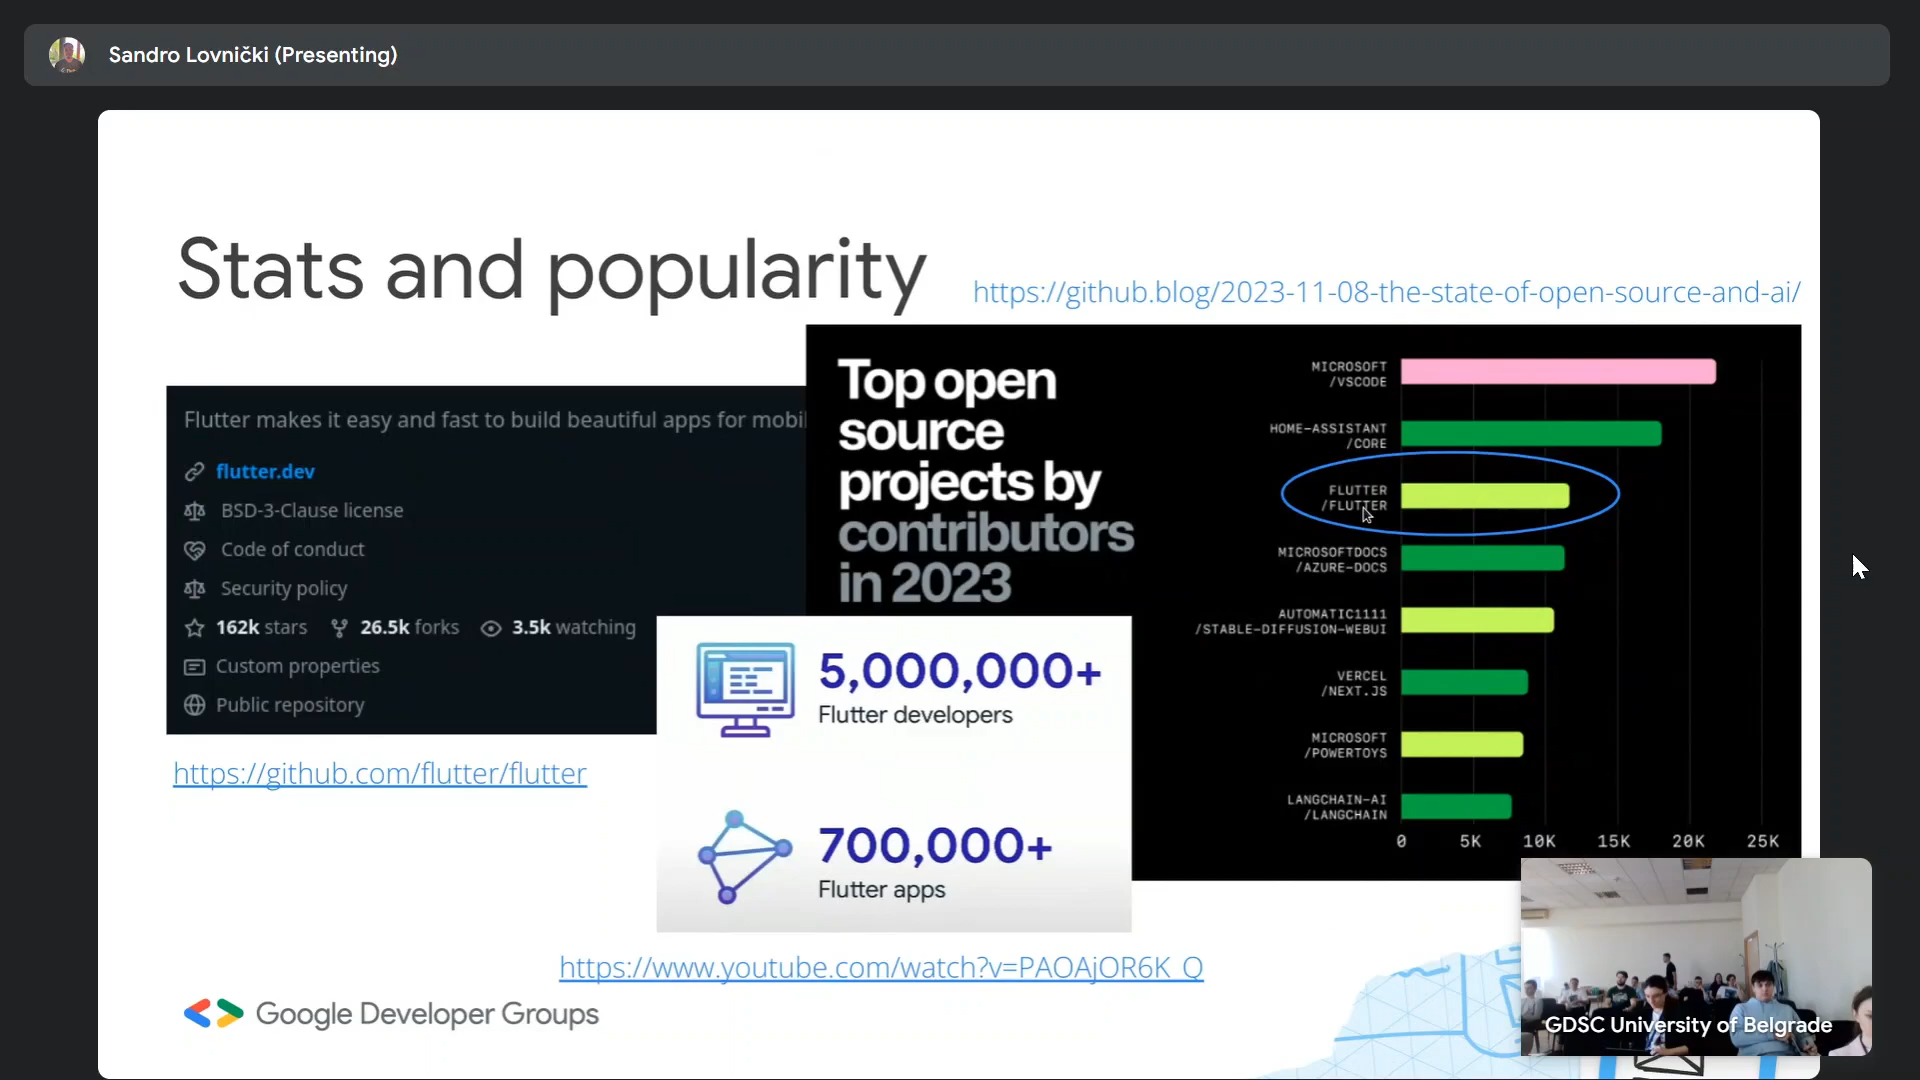 Sandro Lovnički (Presenting)
Stats and popularity
https://github.blog/2023-11-08-the-state-of-open-source-and-ai/
Flutter makes it easy and fast to build beautiful apps for mobil
flutter.dev
BSD-3-Clause license
Code of conduct
Security policy
162k stars 26.5k forks 3.5k watching
Custom properties
Public repository
https://github.com/flutter/flutter
Top open
source
projects by
contributors
in 2023
MICROSOFT
/VSCODE
HOME-ASSISTANT
/CORE
FLUTTER
/FLUTTER
MICROSOFTDOCS
/AZURE-DOCS
AUTOMATIC1111
/STABLE-DIFFUSION-WEBUI
VERCEL
/NEXT.JS
MICROSOFT
/POWERTOYS
LANGCHAIN-AI
/LANGCHAIN
0 5K 10K 15K 20K 25K
5,000,000+
Flutter developers
700,000+
Flutter apps
https://www.youtube.com/watch?v=PAOAjOR6K_Q
Google Developer Groups
GDSC University of Belgrade